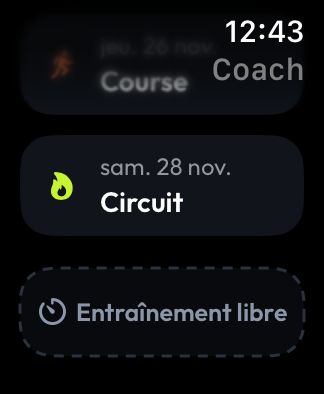 12:43
Coach
jeu. 26 nov.
Course
sam. 28 nov.
Circuit
Entraînement libre